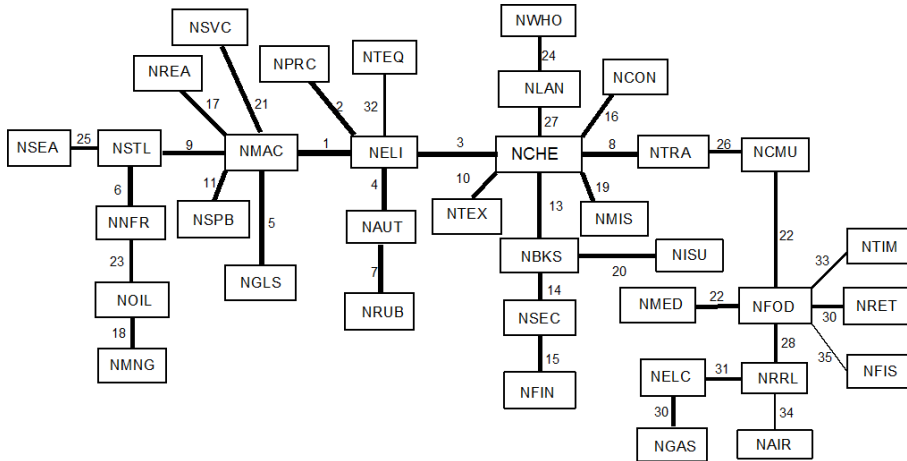 NSVC
NWHO
NPRC
NTEQ
24
NREA
NLAN
NCON
17
21
2
32
27
16
NSEA
25
NSTL
9
NMAC
1
NELI
3
NCHE
8
NTRA
26
NCMU
6
11
10
19
4
13
NNFR
NSPB
5
NTEX
NMIS
NAUT
22
23
NBKS
20
NISU
NTIM
7
33
NOIL
NGLS
14
NMED
22
NFOD
30
NRET
NRUB
NSEC
18
28
35
NMNG
15
NELC
31
NRRL
NFIS
NFIN
30
34
NGAS
NAIR